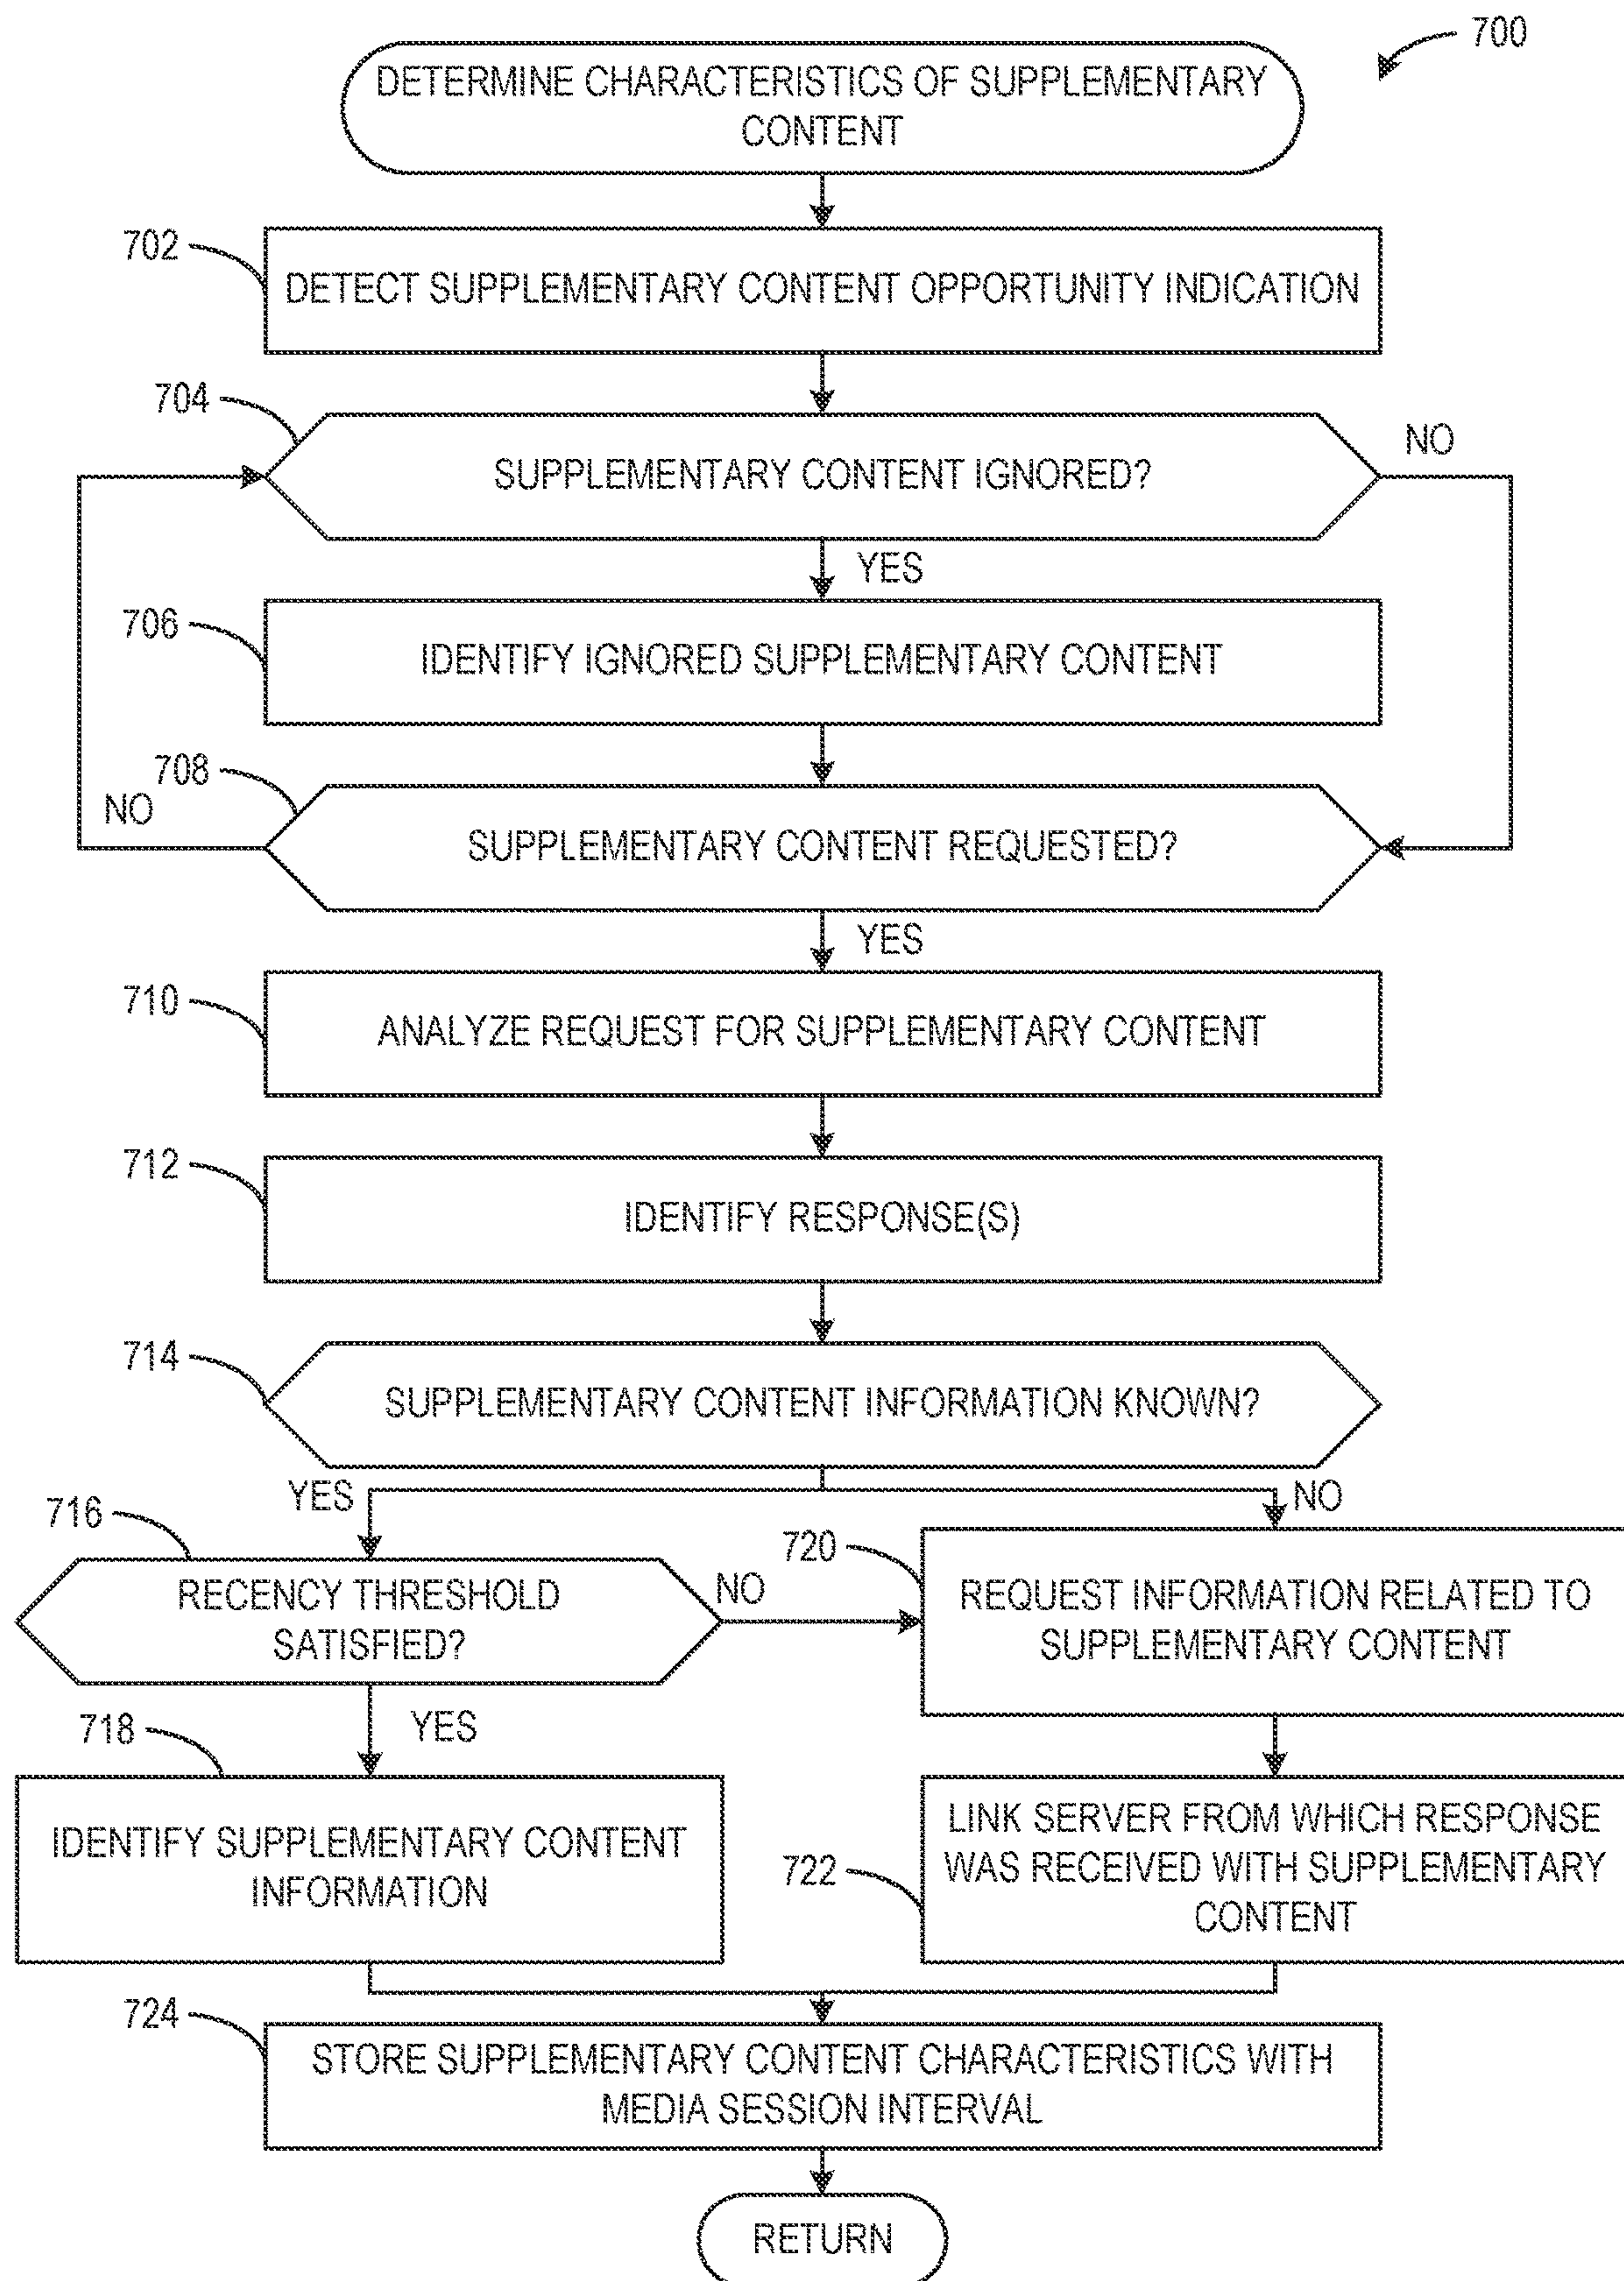 700
DETERMINE CHARACTERISTICS OF SUPPLEMENTARY
CONTENT
702
DETECT SUPPLEMENTARY CONTENT OPPORTUNITY INDICATION
704
SUPPLEMENTARY CONTENT IGNORED?
NO
YES
706
IDENTIFY IGNORED SUPPLEMENTARY CONTENT
708
NO
SUPPLEMENTARY CONTENT REQUESTED?
YES
710
ANALYZE REQUEST FOR SUPPLEMENTARY CONTENT
712
IDENTIFY RESPONSE(S)
714
SUPPLEMENTARY CONTENT INFORMATION KNOWN?
YES
NO
716
RECENCY THRESHOLD
SATISFIED?
NO
720
REQUEST INFORMATION RELATED TO
SUPPLEMENTARY CONTENT
YES
718
IDENTIFY SUPPLEMENTARY CONTENT
INFORMATION
722
LINK SERVER FROM WHICH RESPONSE
WAS RECEIVED WITH SUPPLEMENTARY
CONTENT
724
STORE SUPPLEMENTARY CONTENT CHARACTERISTICS WITH
MEDIA SESSION INTERVAL
RETURN